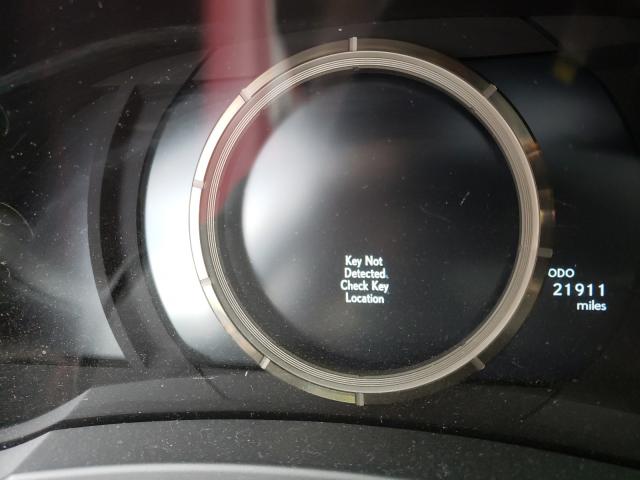 Key Not
Detected.
Check Key
Location
ODO
21911
miles